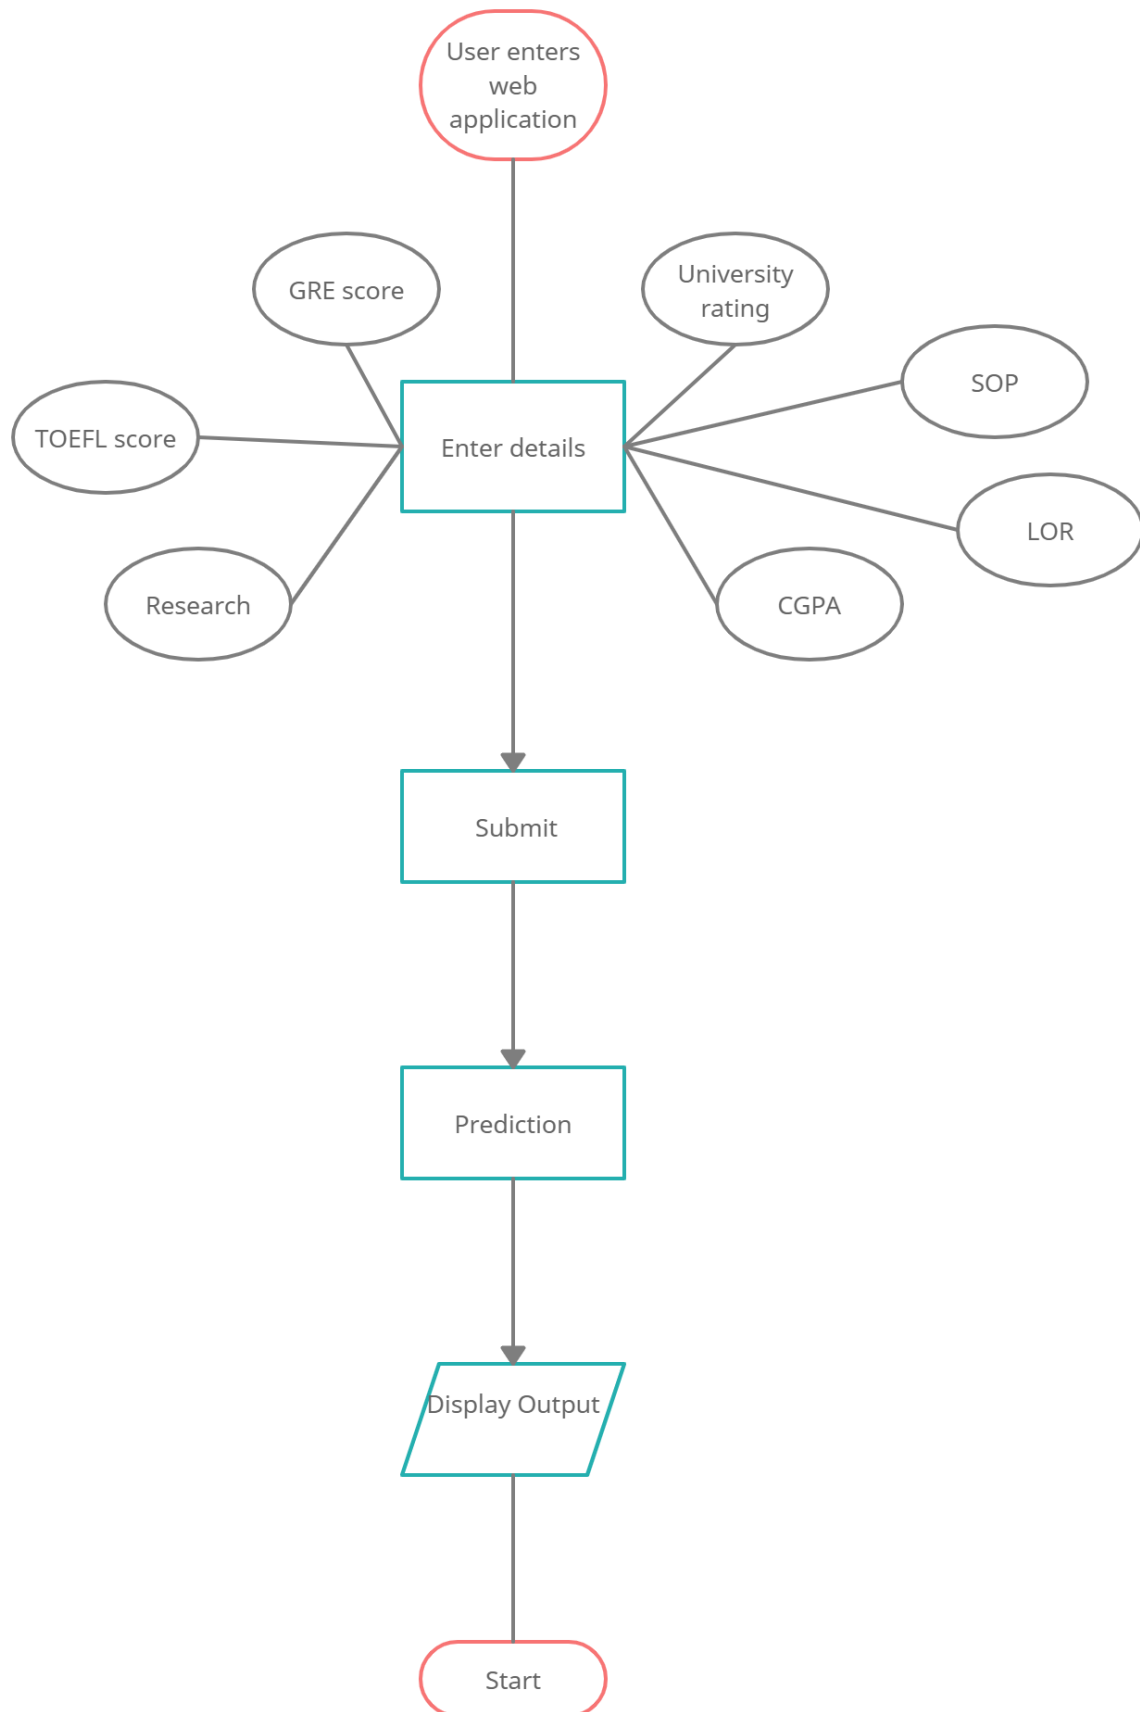 User enters
web
application
GRE score
University
rating
SOP
TOEFL score
Enter details
LOR
Research
CGPA
Submit
Prediction
Display Output
Start